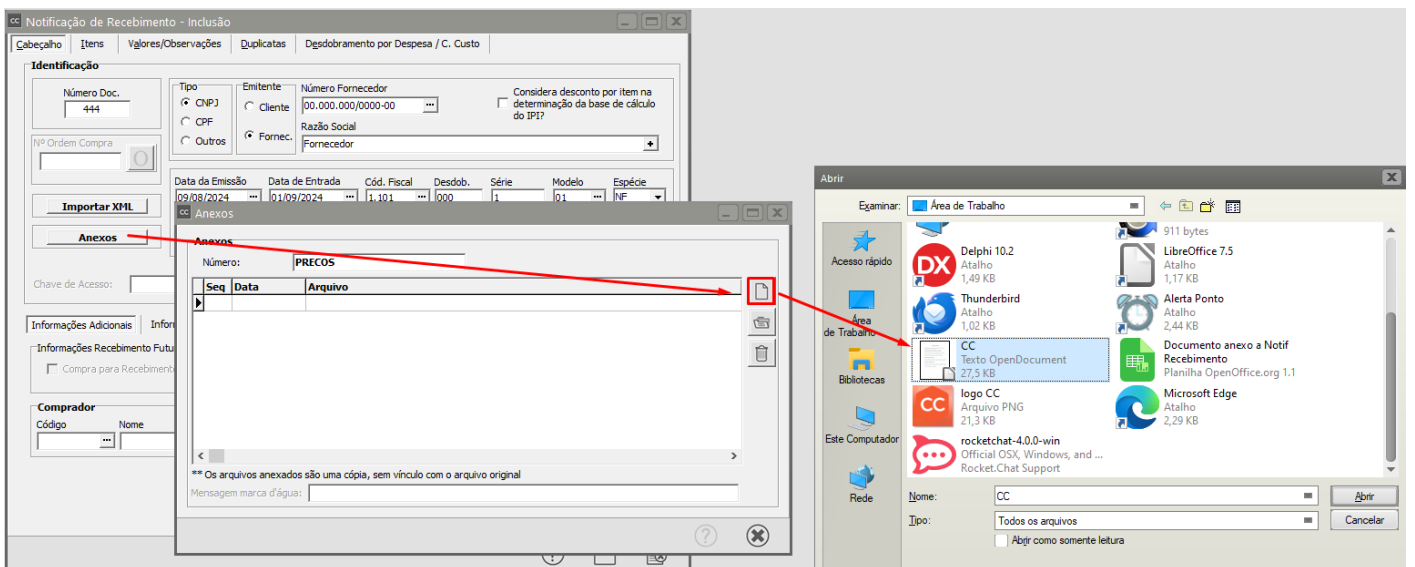 CC Notificação de Recebimento - Inclusão
Cabeçalho Itens Valores/Observações Duplicatas Desdobramento por Despesa / C. Custo
Identificação
Número Doc.
444
Nº Ordem Compra
O
Importar XML
Anexos
Chave de Acesso:
Tipo
CNPJ
CPF
Outros
Emitente
Cliente
Fornec.
Número Fornecedor
00.000.000/0000-00 ...
Razão Social
Fornecedor +
Considera desconto por item na
determinação da base de cálculo
do IPI?
Data da Emissão Data de Entrada Cód. Fiscal Desdob. Série Modelo Espécie
09/08/2024 ... 01/09/2024 ... 1.101 ... 000 1 01 ... NF
Informações Adicionais Infor
Informações Recebimento Futu
Compra para Recebiment
Comprador
Código Nome
...
CC Anexos
Anexos
Número: PRECOS
Seq Data Arquivo
** Os arquivos anexados são uma cópia, sem vínculo com o arquivo original
Mensagem marca d'água:
?
Abrir
Examinar: Área de Trabalho
Acesso rápido
Área
de Trabalho
Bibliotecas
Este Computador
Rede
911 bytes
DX
Delphi 10.2
Atalho
1,49 KB
LibreOffice 7.5
Atalho
1,17 KB
Thunderbird
Atalho
1,02 KB
Alerta Ponto
Atalho
2,44 KB
CC
Texto OpenDocument
27,5 KB
Documento anexo a Notif
Recebimento
Planilha OpenOffice.org 1.1
CC
logo CC
Arquivo PNG
21,3 KB
Microsoft Edge
Atalho
2,29 KB
rocketchat-4.0.0-win
Official OSX, Windows, and ...
Rocket.Chat Support
Nome: CC Abrir
Tipo: Todos os arquivos Cancelar
Abrir como somente leitura